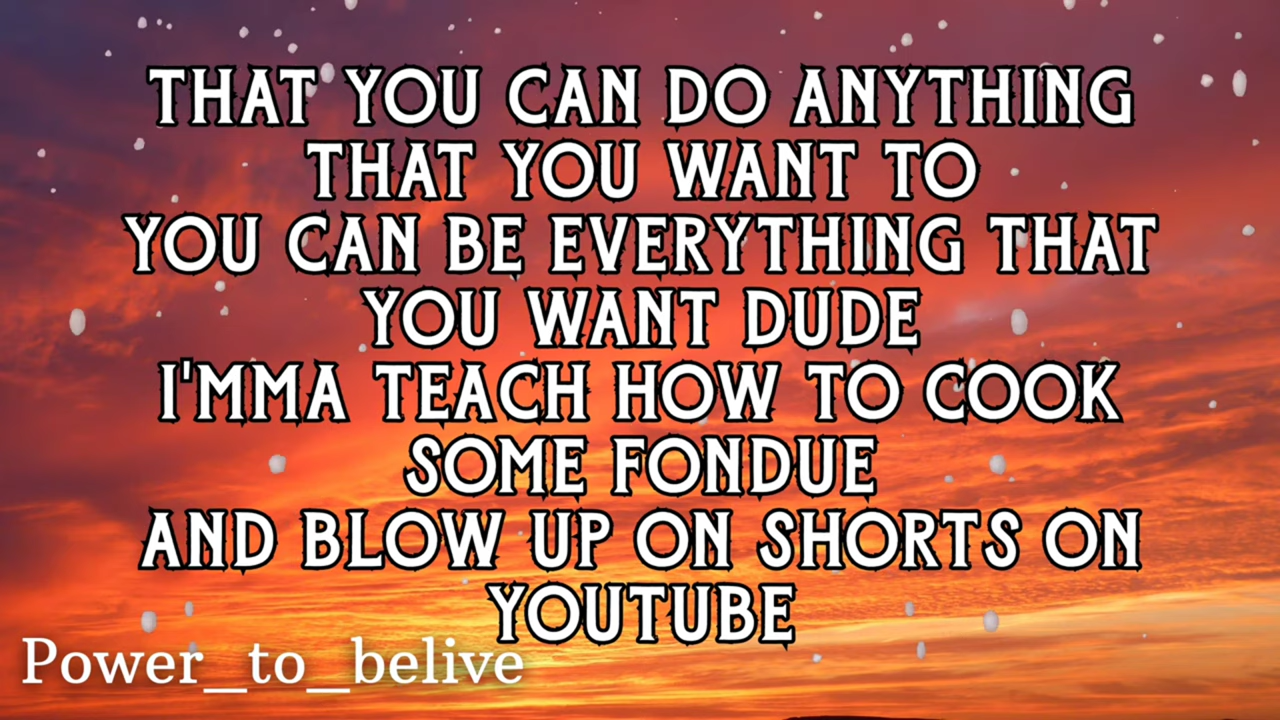 THAT YOU CAN DO ANYTHING
THAT YOU WANT TO
YOU CAN BE EVERYTHING THAT
YOU WANT DUDE
I'MMA TEACH HOW TO COOK
SOME FONDUE
AND BLOW UP ON SHORTS ON
YOUTUBE
Power_to_belive